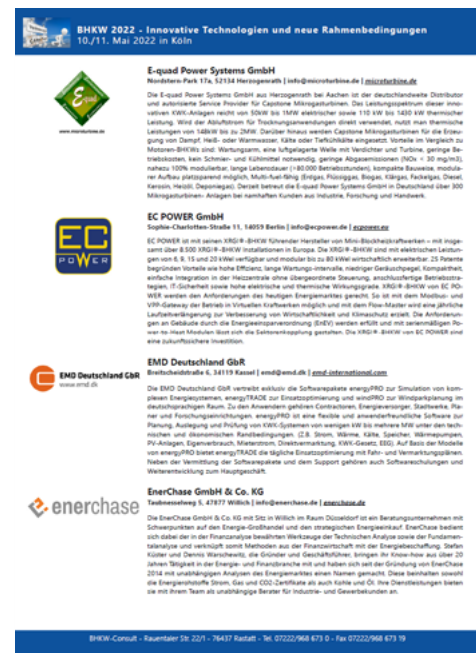 BHKW 2022 - Innovative Technologien und neue Rahmenbedingungen
10./11. Mai 2022 in Köln
E-quad
www.microturbine.de
E-quad Power Systems GmbH
Nordstern-Park 17a, 52134 Herzogenrath | info@microturbine.de | microturbine.de
Die E-quad Power Systems GmbH aus Herzogenrath bei Aachen ist der deutschlandweite Distributor
und autorisierte Service Provider für Capstone Mikrogasturbinen. Das Leistungsspektrum dieser inno-
vativen KWK-Anlagen reicht von 50kW bis 1MW elektrischer sowie 110 kW bis 1430 kW thermischer
Leistung. Wird der Abluftstrom für Trocknungsanwendungen direkt verwendet, nutzt man thermische
Leistungen von 148kW bis zu 2MW. Darüber hinaus werden Capstone Mikrogasturbinen für die Erzeu-
gung von Dampf, Heiß- oder Warmwasser, Kälte oder Tiefkühlkälte eingesetzt. Vorteile im Vergleich zu
Motoren-BHKWs sind: Wartungsarm, eine luftgelagerte Welle mit Verdichter und Turbine, geringe Be-
triebskosten, kein Schmier- und Kühlmittel notwendig, geringe Abgasemissionen (NOx < 30 mg/m3),
nahezu 100% modulierbar, lange Lebensdauer (>80.000 Betriebsstunden), kompakte Bauweise, modula-
rer Aufbau platzsparend möglich, Multi-fuel-fähig (Erdgas, Flüssiggas, Biogas, Klärgas, Fackelgas, Diesel,
Kerosin, Heizöl, Deponiegas). Derzeit betreut die E-quad Power Systems GmbH in Deutschland über 300
Mikrogasturbinen- Anlagen bei namhaften Kunden aus Industrie, Forschung und Handwerk.
EC
POWER
EC POWER GmbH
Sophie-Charlotten-Straße 11, 14059 Berlin | info@ecpower.de | ecpower.eu
EC POWER ist mit seinen XRGI®-BHKW führender Hersteller von Mini-Blockheizkraftwerken – mit insge-
samt über 8.500 XRGI®-BHKW Installationen in Europa. Die XRGI®-BHKW sind mit elektrischen Leistun-
gen von 6, 9, 15 und 20 kWel verfügbar und modular bis zu 80 kWel wirtschaftlich erweiterbar. 25 Patente
begründen Vorteile wie hohe Effizienz, lange Wartungs-intervalle, niedriger Geräuschpegel, Kompaktheit,
einfache Integration in der Heizzentrale ohne übergeordnete Steuerung, anschlussfertige Betriebsstra-
tegien, IT-Sicherheit sowie hohe elektrische und thermische Wirkungsgrade. XRGI®-BHKW von EC PO-
WER werden den Anforderungen des heutigen Energiemarktes gerecht. So ist mit dem Modbus- und
VPP-Gateway der Betrieb in Virtuellen Kraftwerken möglich und mit dem Flow-Master wird eine jährliche
Laufzeitverlängerung zur Verbesserung von Wirtschaftlichkeit und Klimaschutz erzielt. Die Anforderun-
gen an Gebäude durch die Energieeinsparverordnung (EnEV) werden erfüllt und mit serienmäßigen Po-
wer to Heat Modulen lässt sich die Sektorenkopplung gestalten. Die XRGI®-BHKW von EC POWER sind
eine zukunftssichere Investition.
EMD Deutschland GbR
www.emd.dk
EMD Deutschland GbR
Breitscheidstraße 6, 34119 Kassel | emd@emd.dk | emd-international.com
Die EMD Deutschland GbR vertreibt exklusiv die Softwarepakete energyPRO zur Simulation von kom-
plexen Energiesystemen, energyTRADE zur Einsatzoptimierung und windPRO zur Windparkplanung im
deutschsprachigen Raum. Zu den Anwendern gehören Contractoren, Energieversorger, Stadtwerke, Pla-
ner und Forschungseinrichtungen. energyPRO ist eine flexible und anwenderfreundliche Software zur
Planung, Auslegung und Prüfung von KWK-Systemen von wenigen kW bis mehrere MW unter den tech-
nischen und ökonomischen Randbedingungen. (Z.B. Strom, Wärme, Kälte, Speicher, Wärmepumpen,
PV-Anlagen, Eigenverbrauch, Mieterstrom, Direktvermarktung, KWK-Gesetz, EEG). Auf Basis der Modelle
von energyPRO bietet energyTRADE die tägliche Einsatzoptimierung mit Fahr- und Vermarktungsplänen.
Neben der Vermittlung der Softwarepakete und dem Support gehören auch Softwareschulungen und
Weiterentwicklung zum Hauptgeschäft.
enerchase
EnerChase GmbH & Co. KG
Taubnesselweg 5, 47877 Willich | info@enerchase.de | enerchase.de
Die EnerChase GmbH & Co. KG mit Sitz in Willich im Raum Düsseldorf ist ein Beratungsunternehmen mit
Schwerpunkten auf den Energie-Großhandel und den strategischen Energieeinkauf. EnerChase bedient
sich dabei der in der Finanzanalyse bewährten Werkzeuge der Technischen Analyse sowie der Fundamen-
talanalyse und verknüpft somit Methoden aus der Finanzwirtschaft mit der Energiebeschaffung. Stefan
Küster und Dennis Warschewitz, die Gründer und Geschäftsführer, bringen ihr Know-how aus über 20
Jahren Tätigkeit in der Energie- und Finanzbranche mit und haben sich seit der Gründung von EnerChase
2014 mit unabhängigen Analysen des Energiemarktes einen Namen gemacht. Diese beinhalten sowohl
die Energierohstoffe Strom, Gas und CO2-Zertifikate als auch Kohle und Öl. Ihre Dienstleistungen bieten
sie mit ihrem Team als unabhängige Berater für Industrie- und Gewerbekunden an.
BHKW-Consult - Rauentaler Str. 22/1 - 76437 Rastatt - Tel. 07222/968 673 0 - Fax 07222/968 673 19